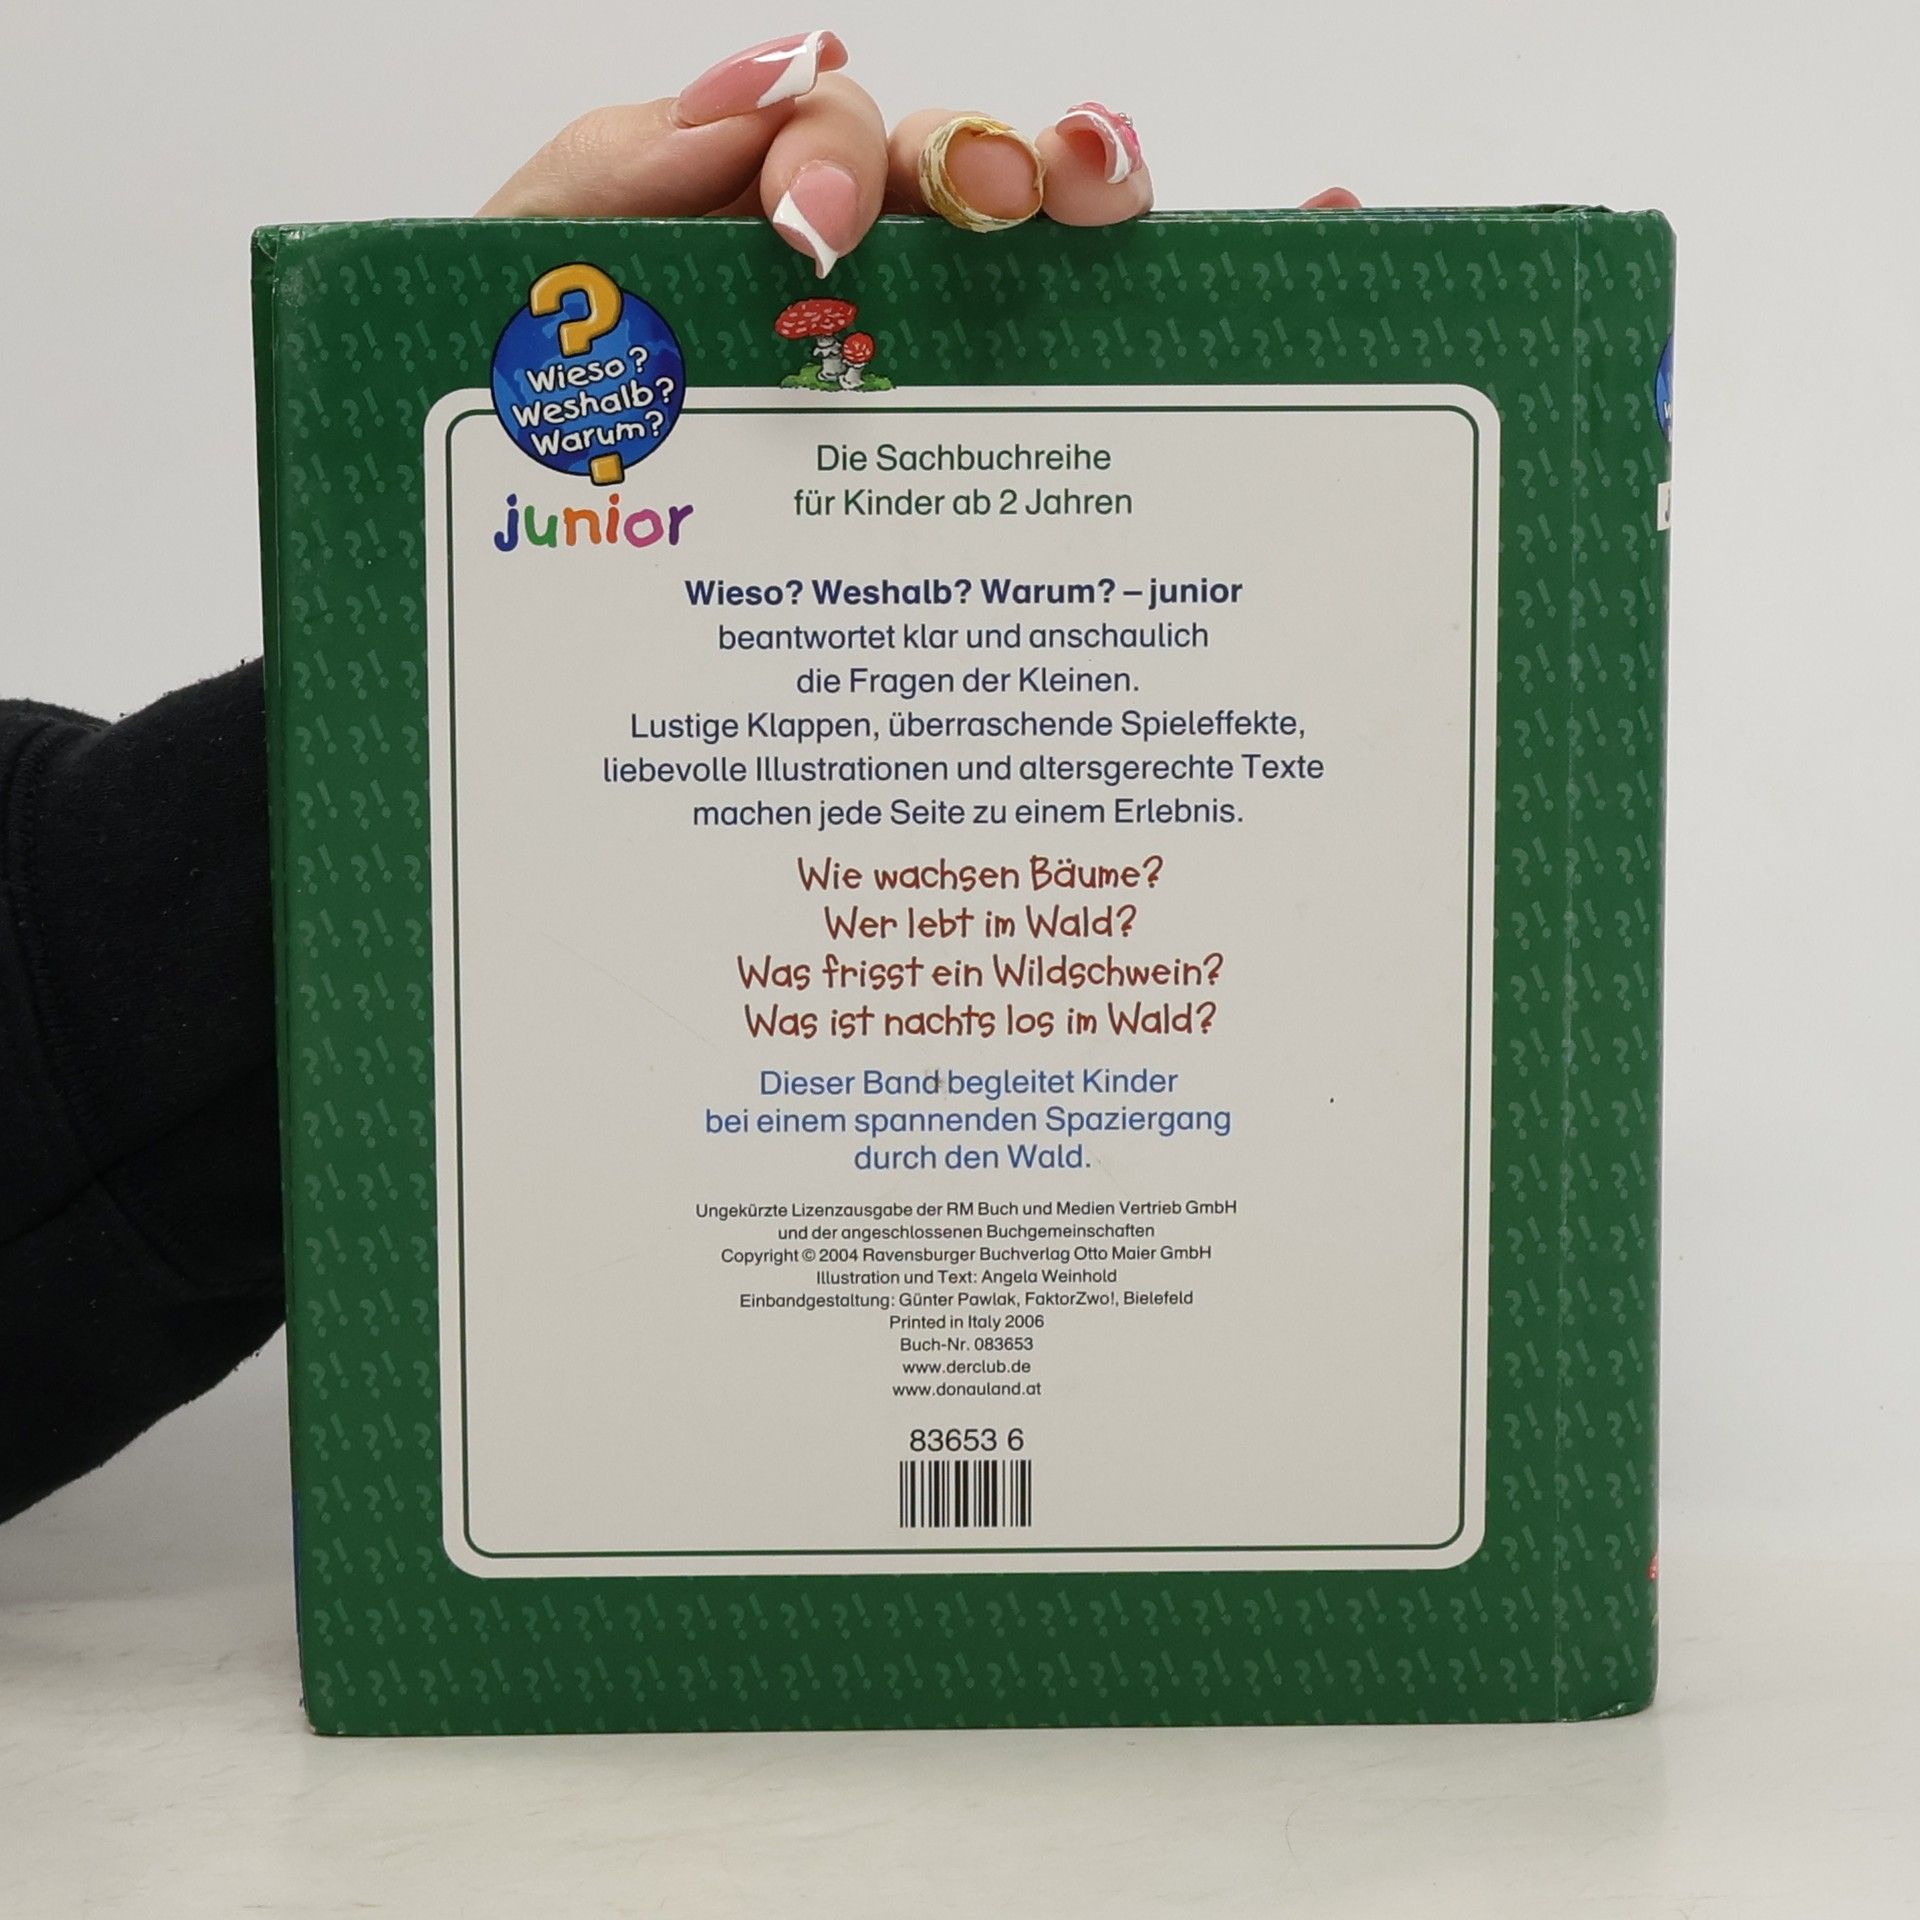 Wieso?
Weshalb?
Warum?
junior
Die Sachbuchreihe
für Kinder ab 2 Jahren
Wieso? Weshalb? Warum? – junior
beantwortet klar und anschaulich
die Fragen der Kleinen.
Lustige Klappen, überraschende Spieleffekte,
liebevolle Illustrationen und altersgerechte Texte
machen jede Seite zu einem Erlebnis.
Wie wachsen Bäume?
Wer lebt im Wald?
Was frisst ein Wildschwein?
Was ist nachts los im Wald?
Dieser Band begleitet Kinder
bei einem spannenden Spaziergang
durch den Wald.
Ungekürzte Lizenzausgabe der RM Buch und Medien Vertrieb GmbH
und der angeschlossenen Buchgemeinschaften
Copyright © 2004 Ravensburger Buchverlag Otto Maier GmbH
Illustration und Text: Angela Weinhold
Einbandgestaltung: Günter Pawlak, FaktorZwo!, Bielefeld
Printed in Italy 2006
Buch-Nr. 083653
www.derclub.de
www.donauland.at
83653 6